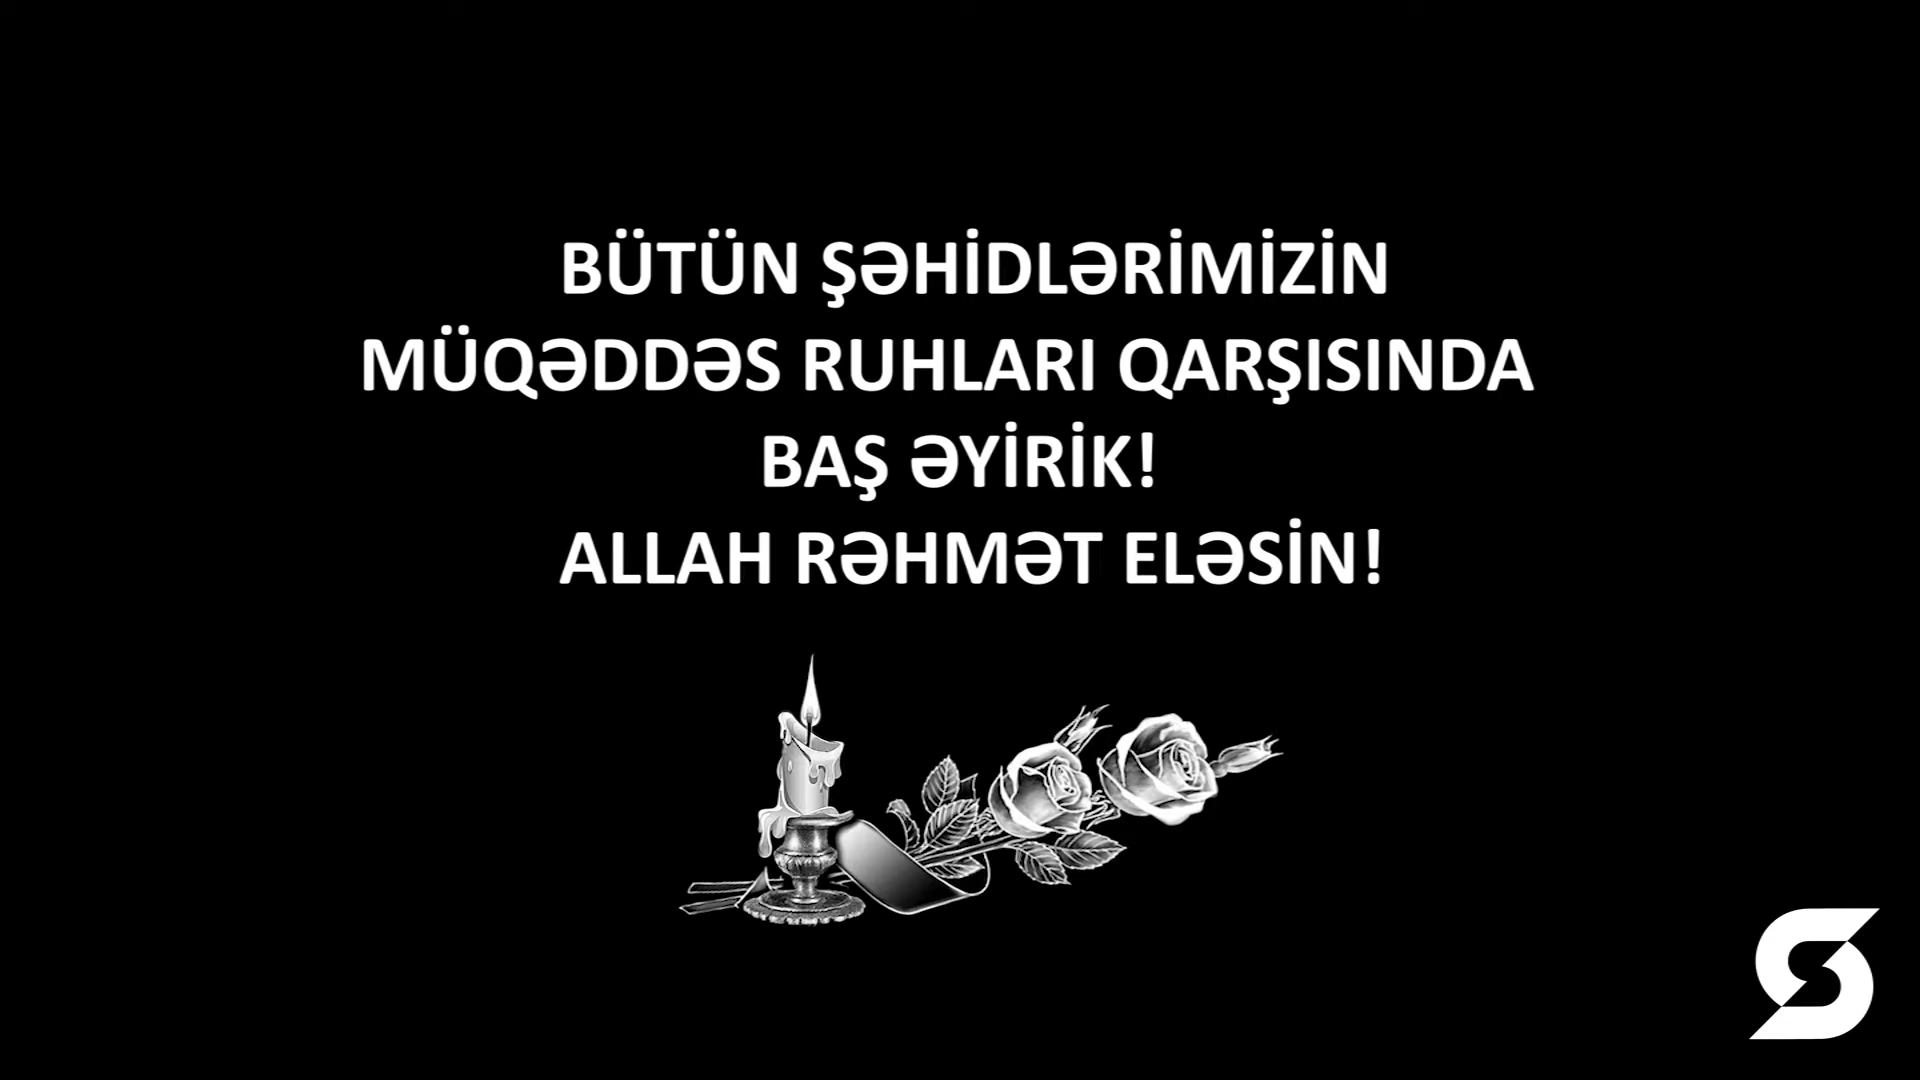 BÜTÜN ŞƏHİDLƏRİMİZİN
MÜQƏDDƏS RUHLARI QARŞISINDA
BAŞ ƏYİRİK!
ALLAH RƏHMƏT ELƏSİN!